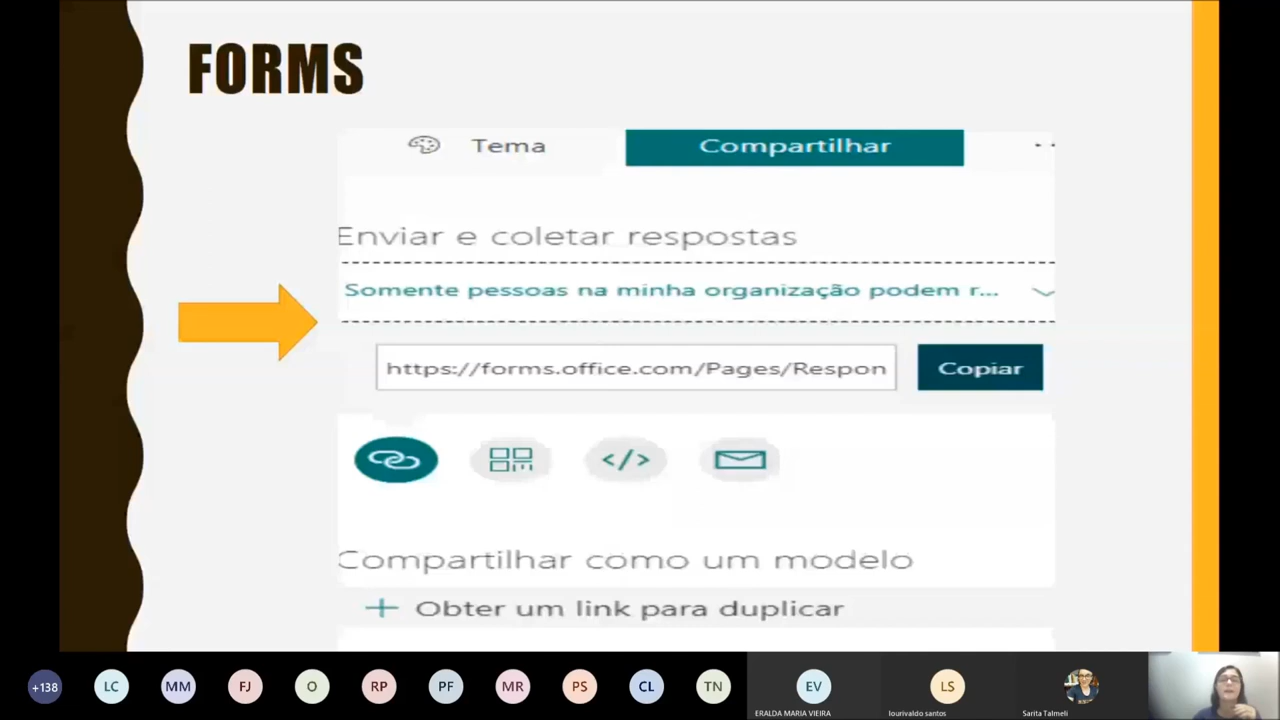 FORMS
Tema
Compartilhar
Enviar e coletar respostas
Somente pessoas na minha organização podem r...
https://forms.office.com/Pages/Respon
Copiar
Compartilhar como um modelo
+ Obter um link para duplicar
+138
LC
MM
FJ
O
RP
PF
MR
PS
CL
TN
EV
ERALDA MARIA VIEIRA
LS
lourivaldo santos
Sarita Talmeli